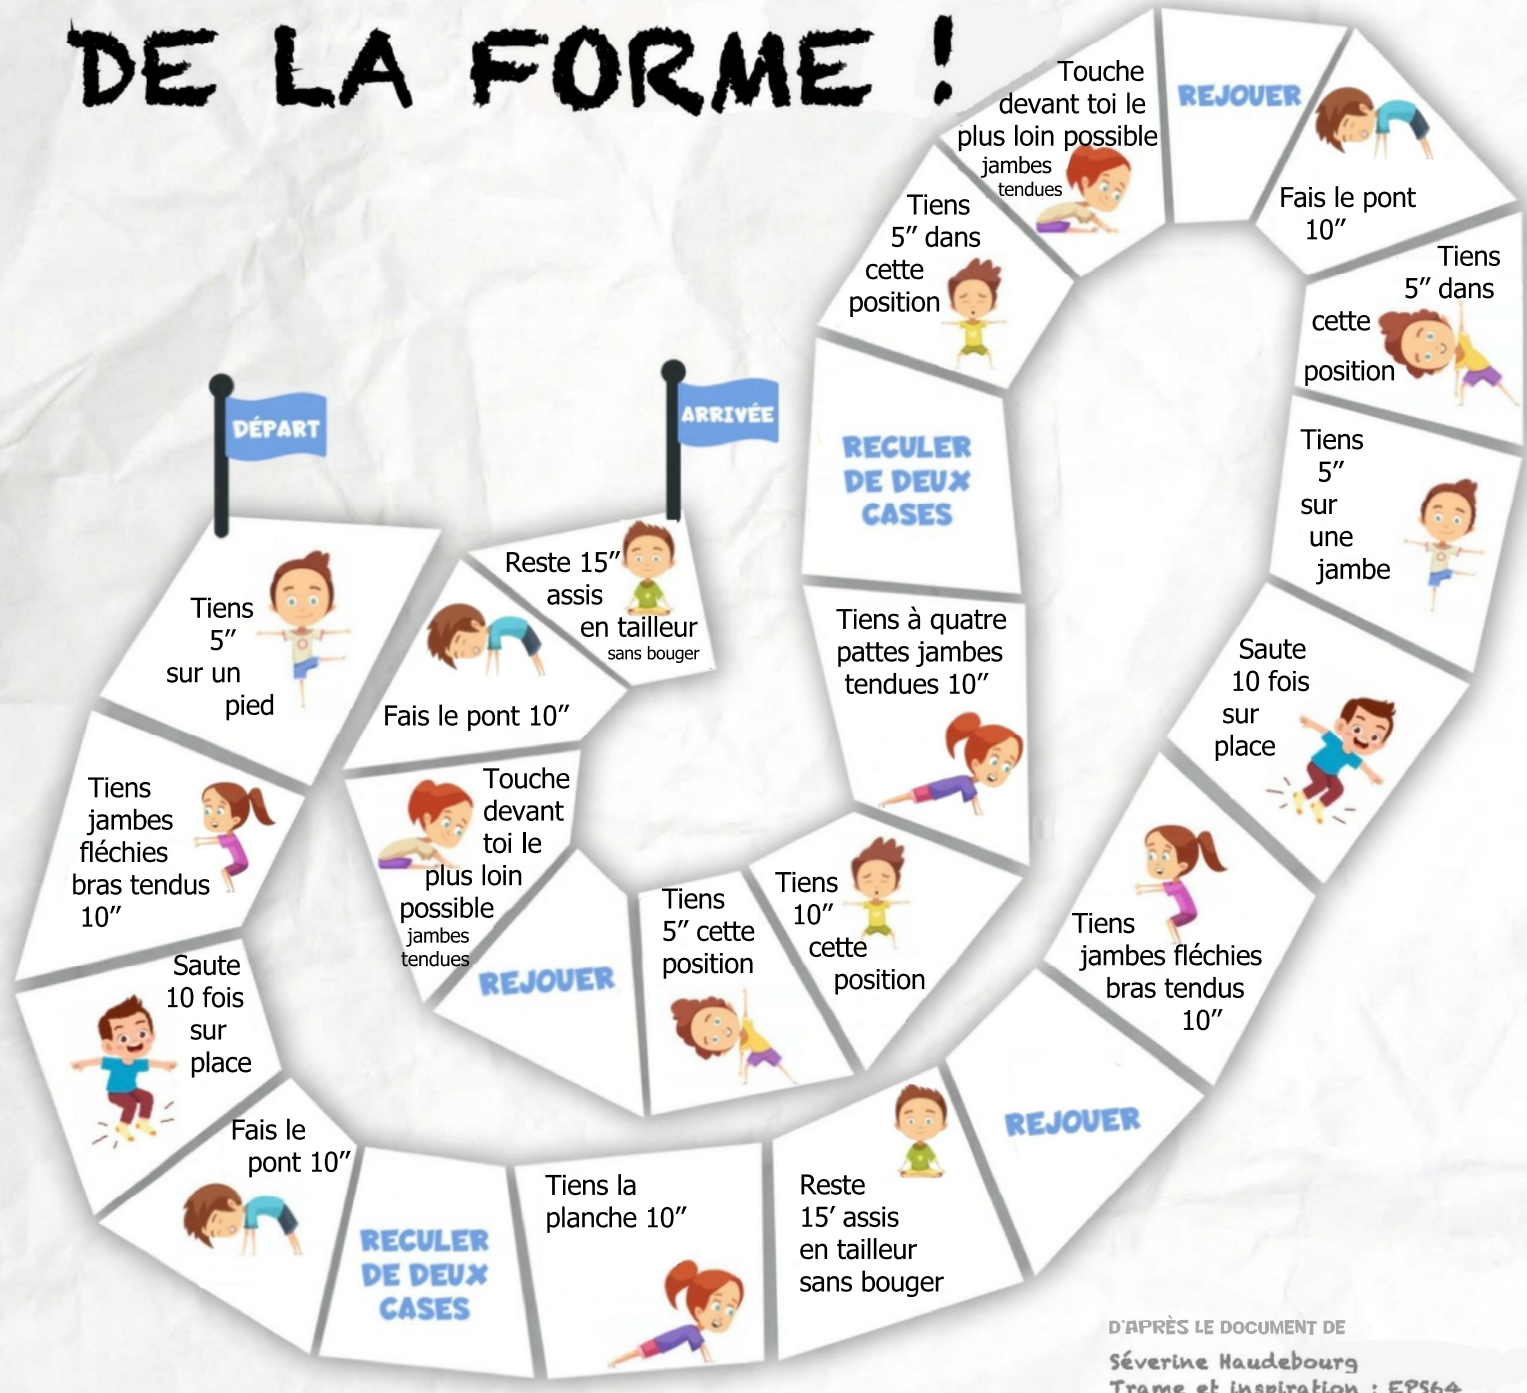 DE LA FORME !
DÉPART
Tiens
5”
sur un
pied
Tiens
jambes
fléchies
bras tendus
10”
Saute
10 fois
sur
place
Fais le
pont 10”
RECULER
DE DEUX
CASES
Tiens la
planche 10”
Reste
15’ assis
en tailleur
sans bouger
REJOUER
Tiens
jambes fléchies
bras tendus
10”
Saute
10 fois
sur
place
Tiens
5”
sur
une
jambe
Tiens
5” dans
cette
position
Fais le pont
10”
REJOUER
Touche
devant toi le
plus loin possible
jambes
tendues
Tiens
5” dans
cette
position
RECULER
DE DEUX
CASES
Tiens à quatre
pattes jambes
tendues 10”
Tiens
10”
cette
position
Tiens
5” cette
position
REJOUER
Touche
devant
toi le
plus loin
possible
jambes
tendues
Fais le pont 10”
Reste 15”
assis
en tailleur
sans bouger
ARRIVÉE
D'APRÈS LE DOCUMENT DE
Séverine Haudebourg
Trame et inspiration : EPS64